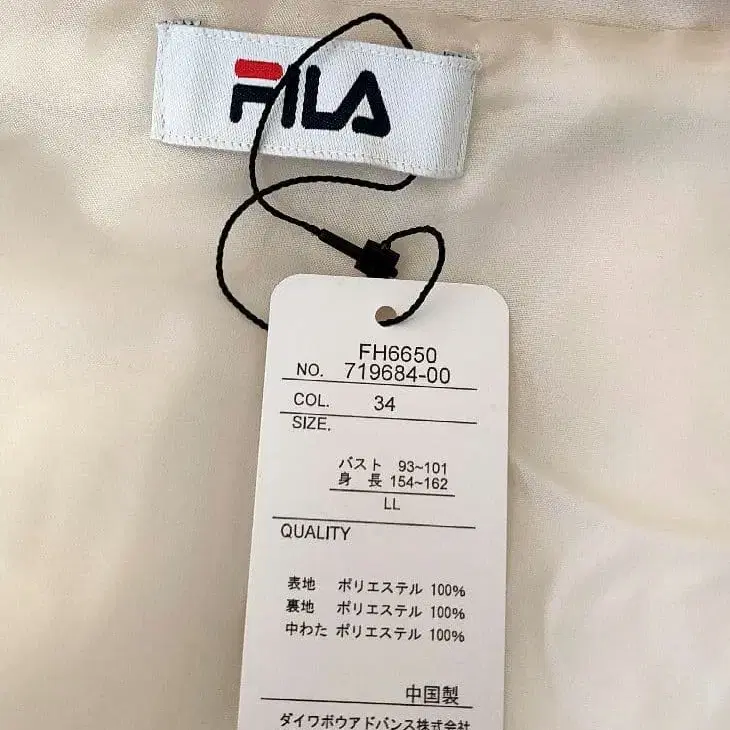 FILA
FH6650
NO. 719684-00
COL. 34
SIZE.
バスト 93~101
身 長 154~162
LL
QUALITY
表地 ポリエステル 100%
裏地 ポリエステル 100%
中わた ポリエステル 100%
中国製
ダイワボウアドバンス株式会社